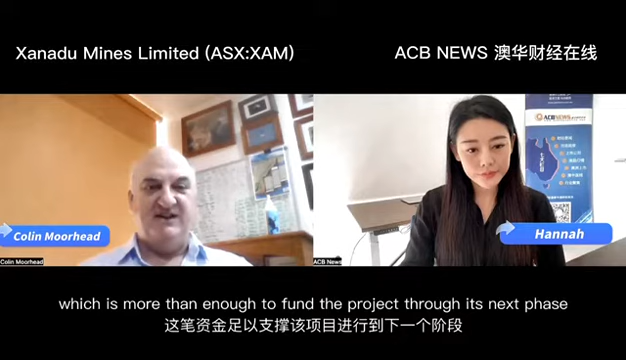 Xanadu Mines Limited (ASX:XAM)
ACB NEWS 澳华财经在线
ACBNEWS
Colin Moorhead
Hannah
Colin Moorhead
ACB News
which is more than enough to fund the project through its next phase
这笔资金足以支撑该项目进行到下一个阶段